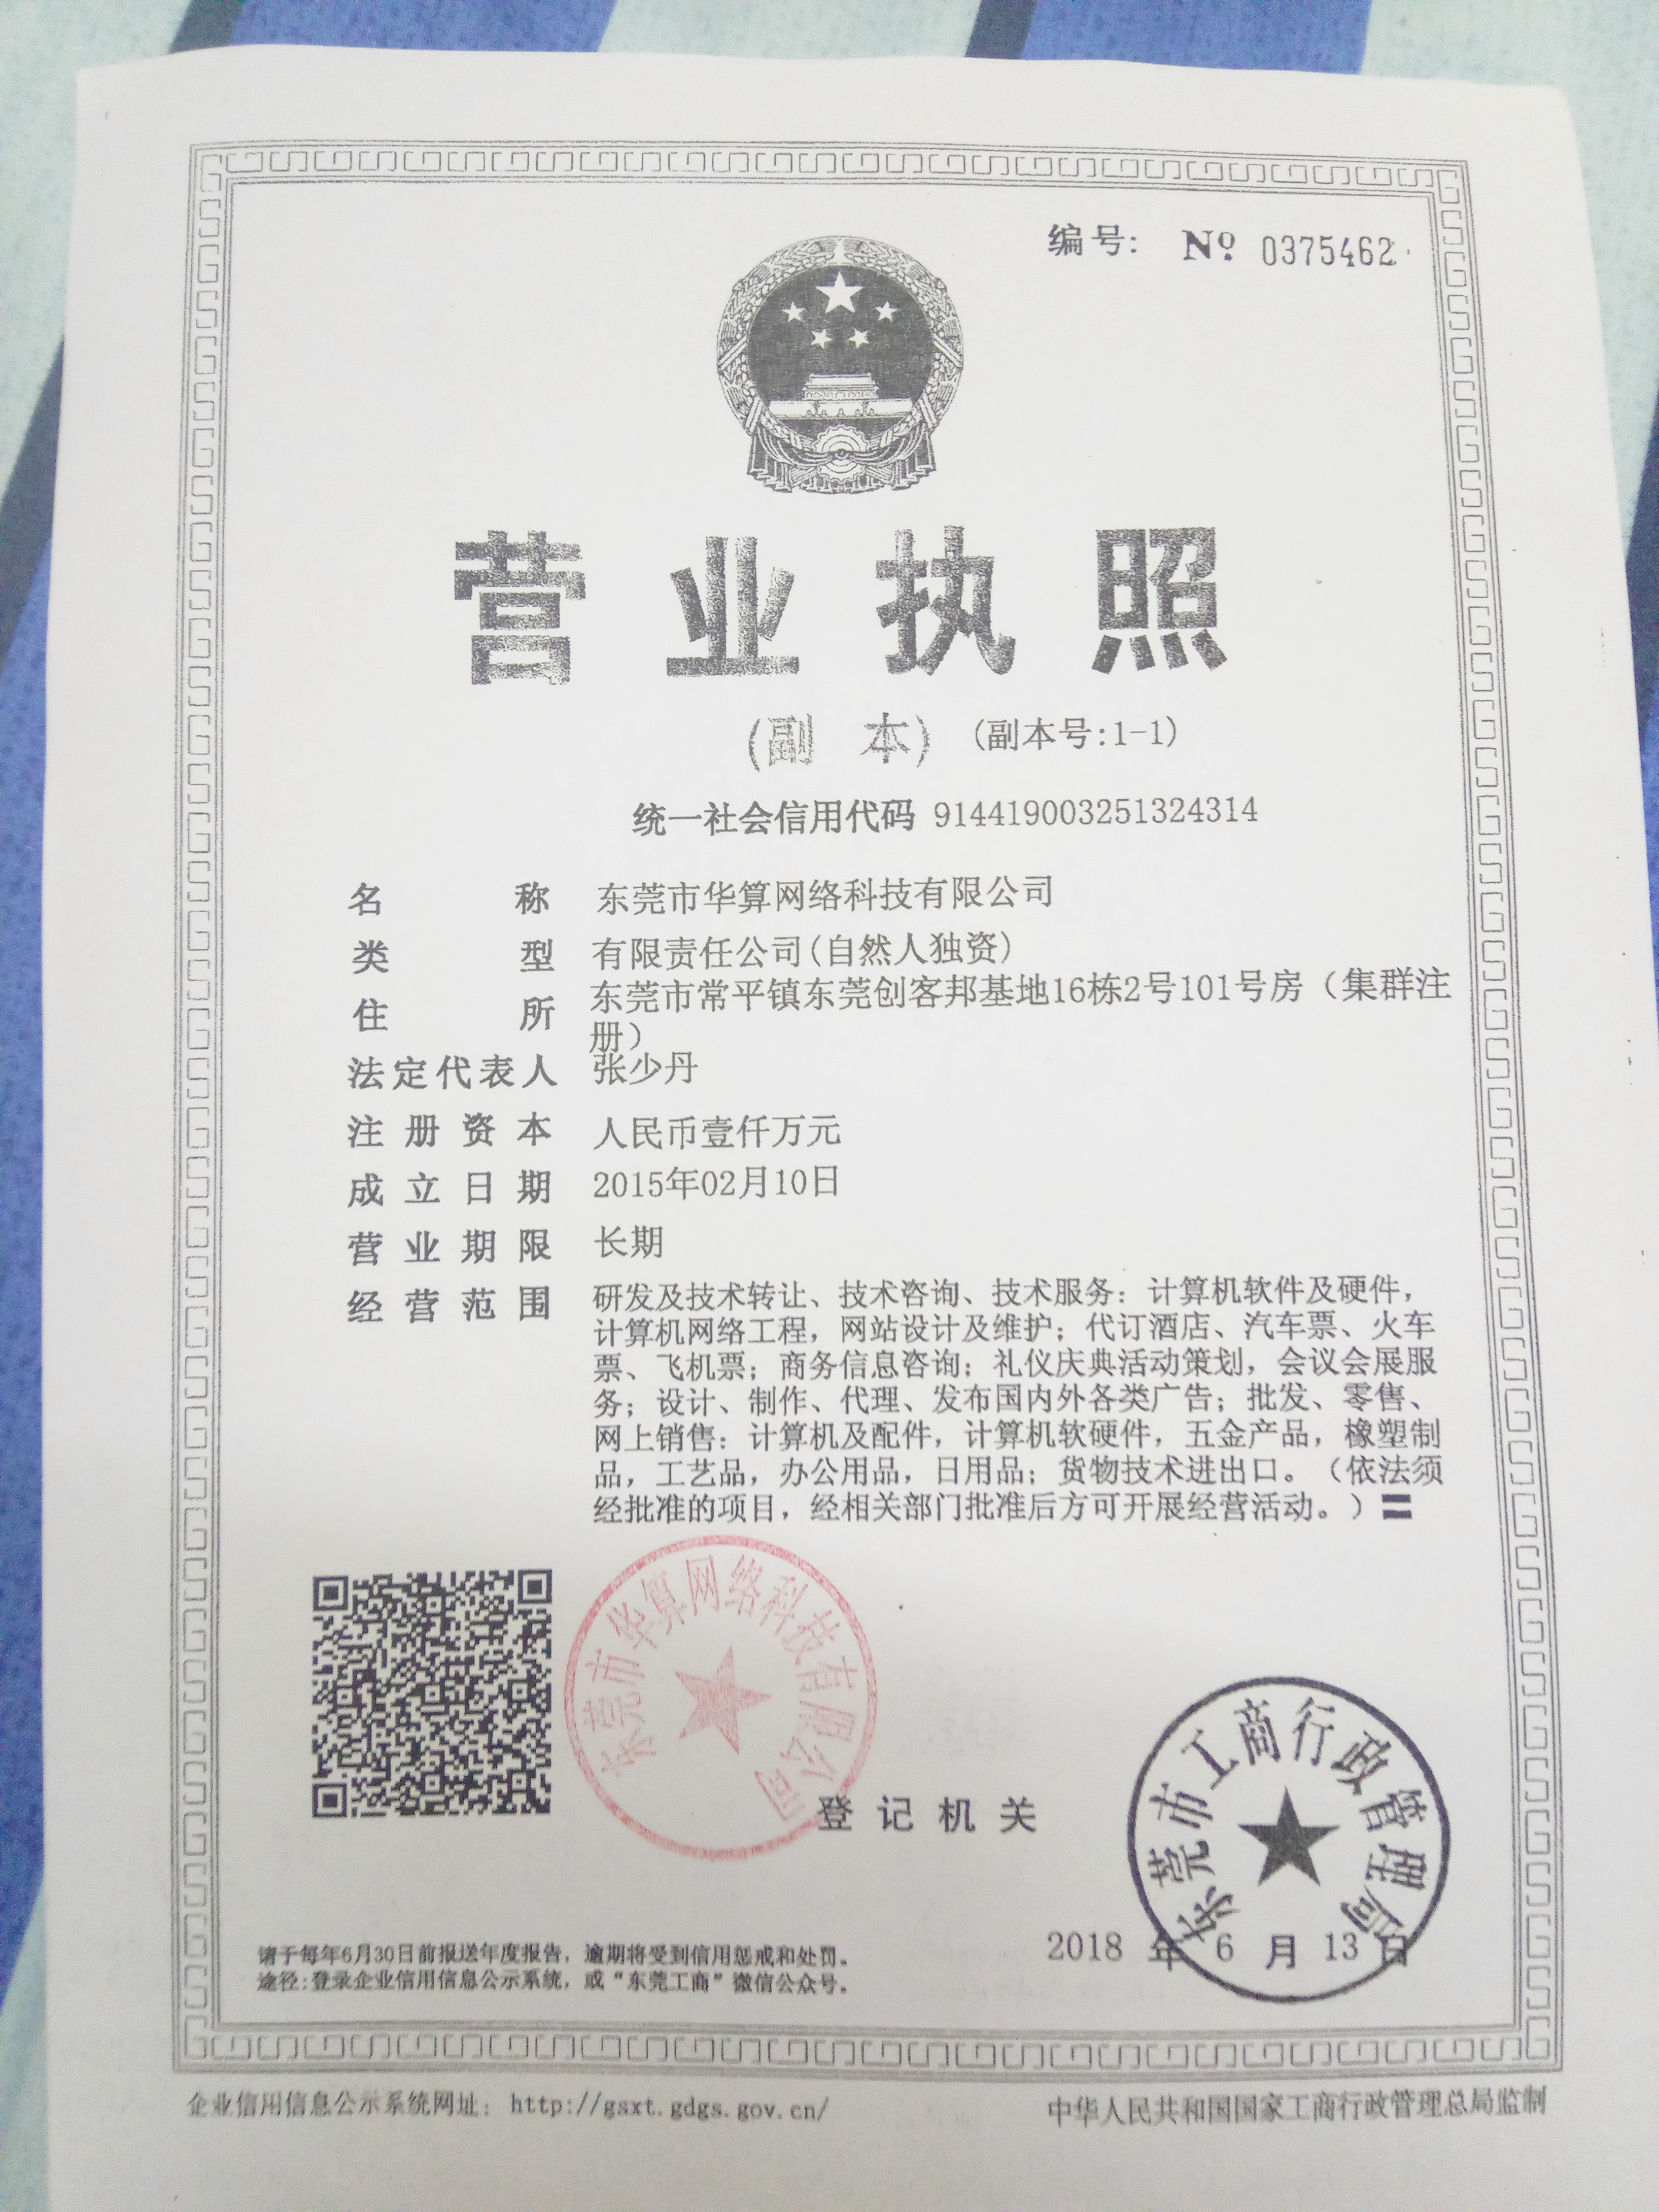 编号: № 0375462
营业执照
(副 本) (副本号:1-1)
统一社会信用代码 914419003251324314
名称 东莞市华算网络科技有限公司
类型 有限责任公司(自然人独资)
住所 东莞市常平镇东莞创客邦基地16栋2号101号房（集群注
册）
法定代表人 张少丹
注册资本 人民币壹仟万元
成立日期 2015年02月10日
营业期限 长期
经营范围 研发及技术转让、技术咨询、技术服务：计算机软件及硬件，
计算机网络工程，网站设计及维护；代订酒店、汽车票、火车
票、飞机票；商务信息咨询；礼仪庆典活动策划，会议会展服
务；设计、制作、代理、发布国内外各类广告；批发、零售、
网上销售：计算机及配件，计算机软硬件，五金产品，橡塑制
品，工艺品，办公用品，日用品；货物技术进出口。（依法须
经批准的项目，经相关部门批准后方可开展经营活动。）〓
东莞市华算网络科技有限公司
登记机关
东莞市工商行政管理局
2018 年 6 月 13 日
请于每年6月30日前报送年度报告，逾期将受到信用惩戒和处罚。
途径:登录企业信用信息公示系统，或“东莞工商”微信公众号。
企业信用信息公示系统网址： http://gsxt.gdgs.gov.cn/
中华人民共和国国家工商行政管理总局监制